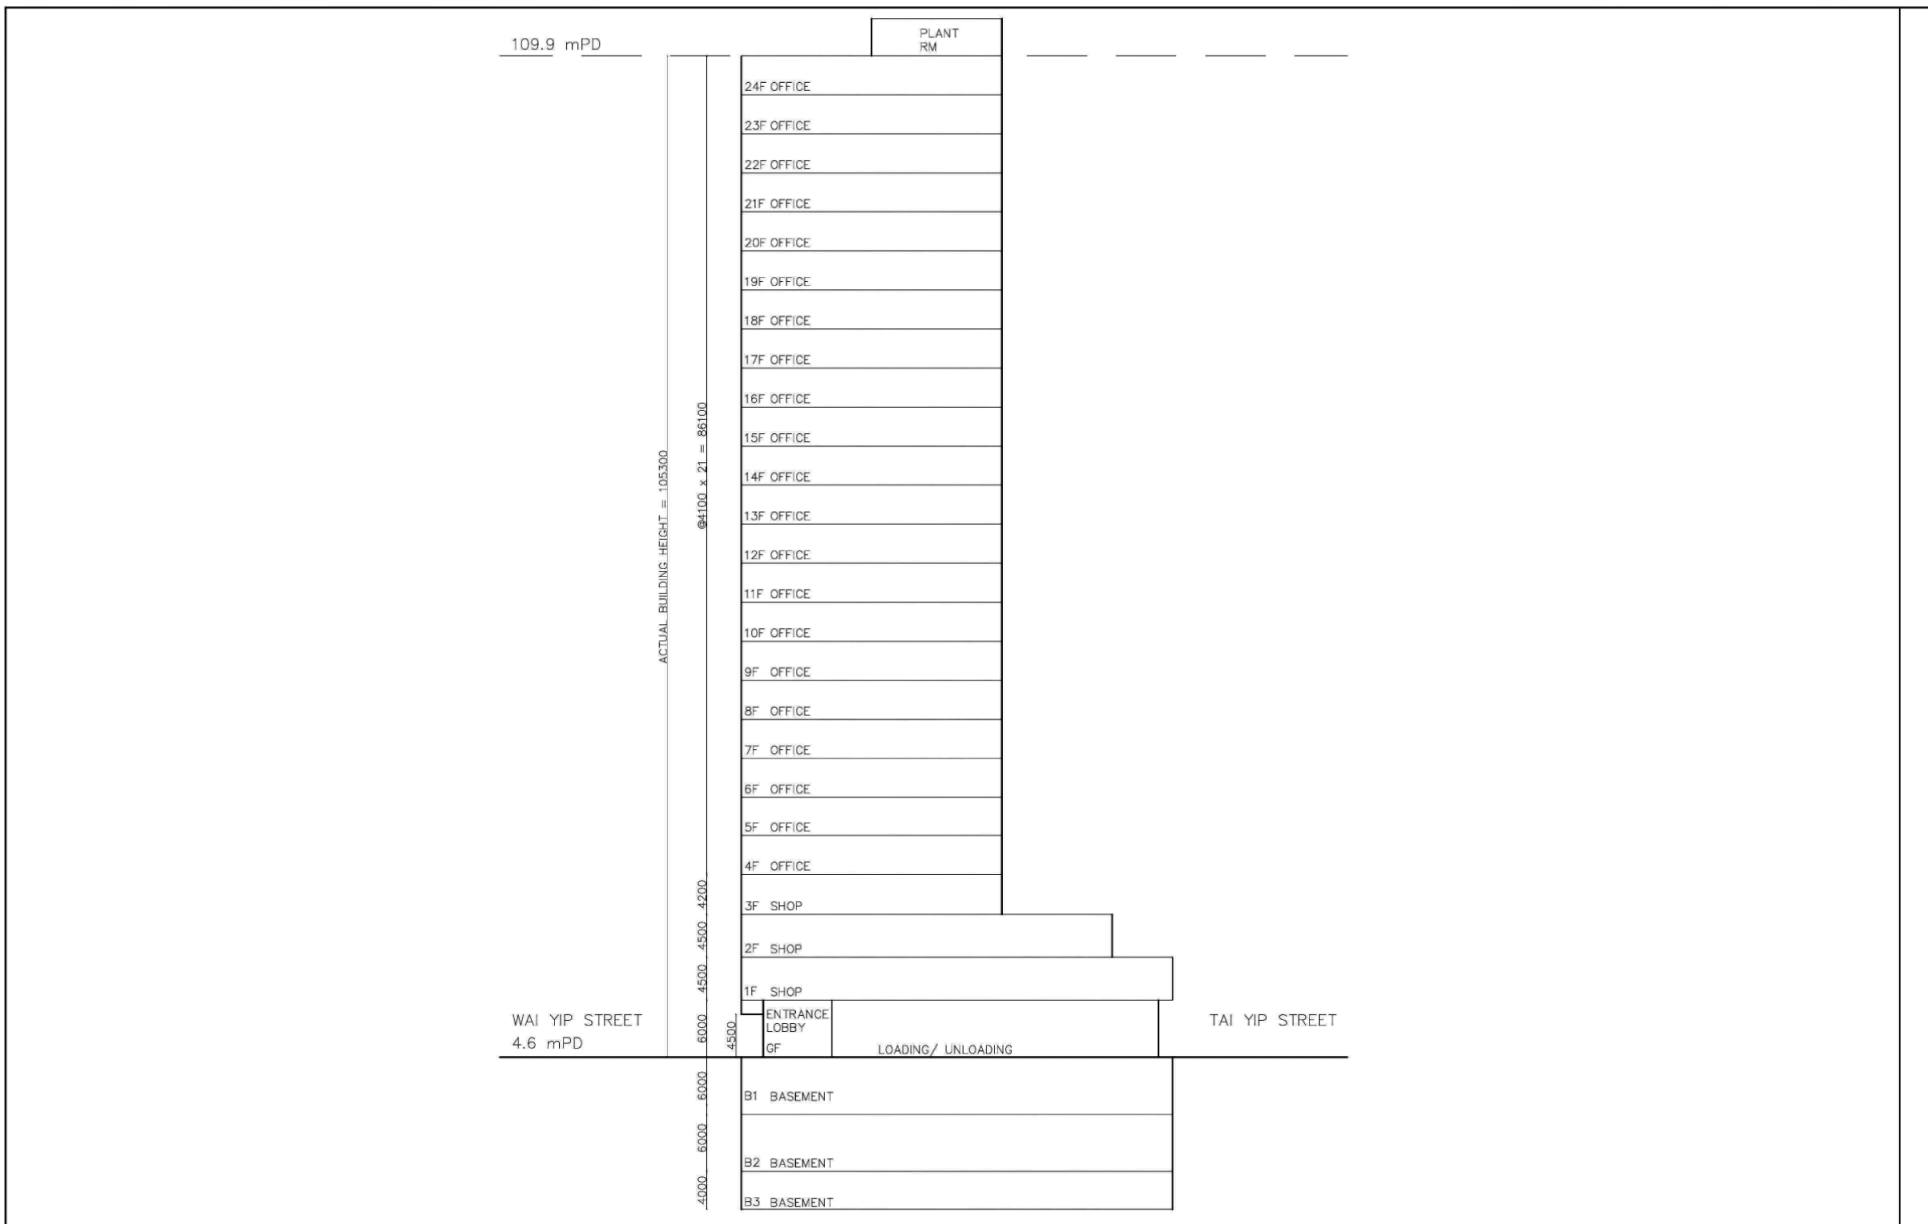 PLANT
RM
109.9 mPD
24F OFFICE
23F OFFICE
22F OFFICE
21F OFFICE
20F OFFICE
19F OFFICE
18F OFFICE
17F OFFICE
16F OFFICE
15F OFFICE
14F OFFICE
13F OFFICE
12F OFFICE
11F OFFICE
10F OFFICE
9F OFFICE
8F OFFICE
7F OFFICE
6F OFFICE
5F OFFICE
4F OFFICE
3F SHOP
2F SHOP
1F SHOP
ACTUAL BUILDING HEIGHT = 105300
@4100 x 21 = 86100
4200
4500
4500
6000
4500
6000
6000
4000
WAI YIP STREET
4.6 mPD
ENTRANCE
LOBBY
GF
LOADING/ UNLOADING
TAI YIP STREET
B1 BASEMENT
B2 BASEMENT
B3 BASEMENT